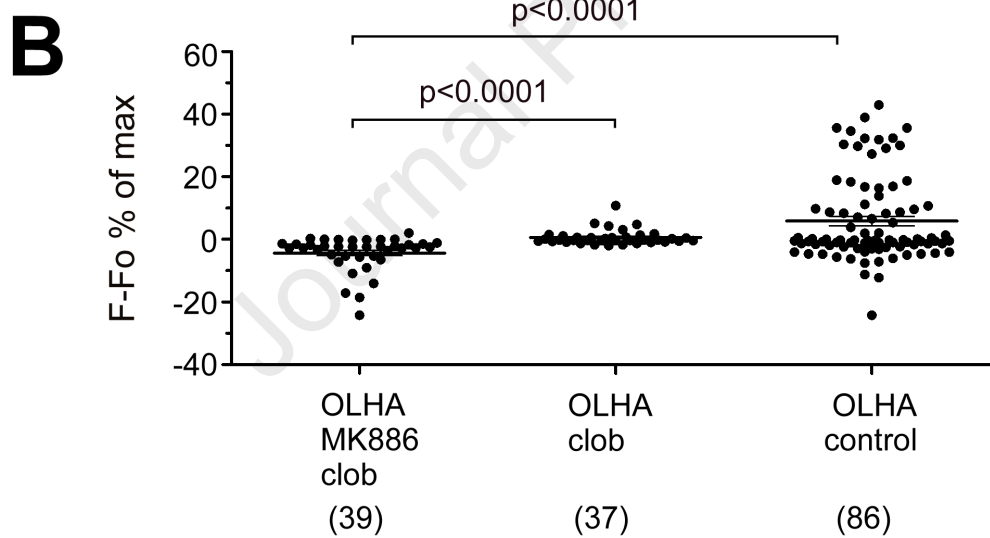 B
p<0.0001
p<0.0001
F-Fo % of max
60
40
20
0
-20
-40
OLHA
MK886
clob
(39)
OLHA
clob
(37)
OLHA
control
(86)
Journal P